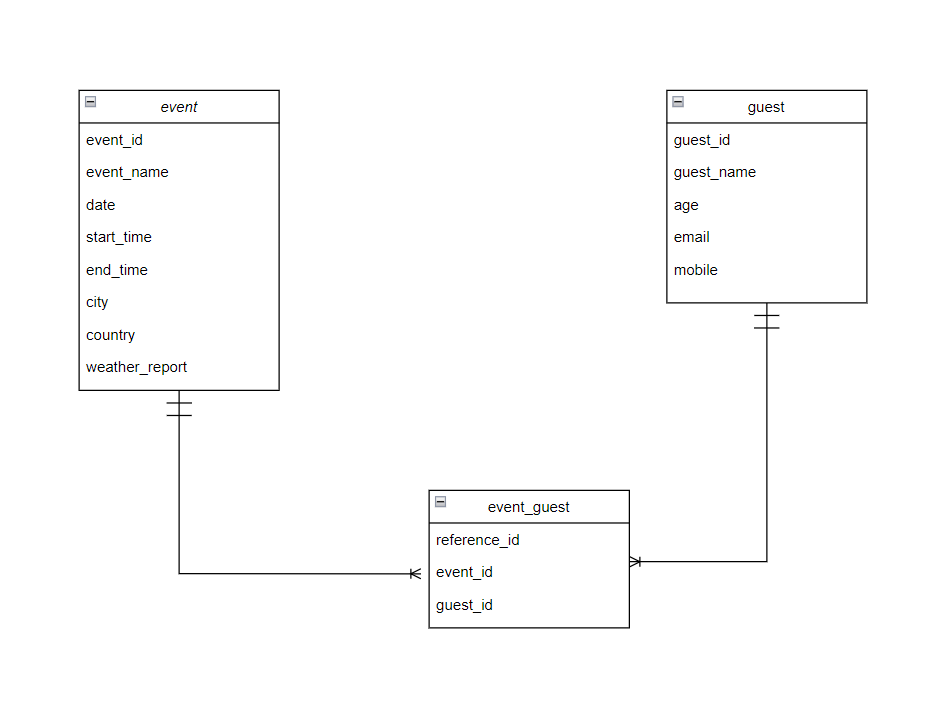 event
event_id
event_name
date
start_time
end_time
city
country
weather_report
guest
guest_id
guest_name
age
email
mobile
event_guest
reference_id
event_id
guest_id